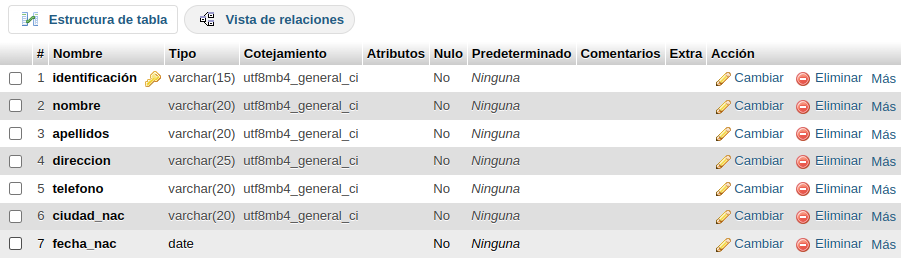 Estructura de tabla Vista de relaciones
# Nombre Tipo Cotejamiento Atributos Nulo Predeterminado Comentarios Extra Acción
1 identificación varchar(15) utf8mb4_general_ci No Ninguna Cambiar Eliminar Más
2 nombre varchar(20) utf8mb4_general_ci No Ninguna Cambiar Eliminar Más
3 apellidos varchar(20) utf8mb4_general_ci No Ninguna Cambiar Eliminar Más
4 direccion varchar(25) utf8mb4_general_ci No Ninguna Cambiar Eliminar Más
5 telefono varchar(20) utf8mb4_general_ci No Ninguna Cambiar Eliminar Más
6 ciudad_nac varchar(20) utf8mb4_general_ci No Ninguna Cambiar Eliminar Más
7 fecha_nac date No Ninguna Cambiar Eliminar Más